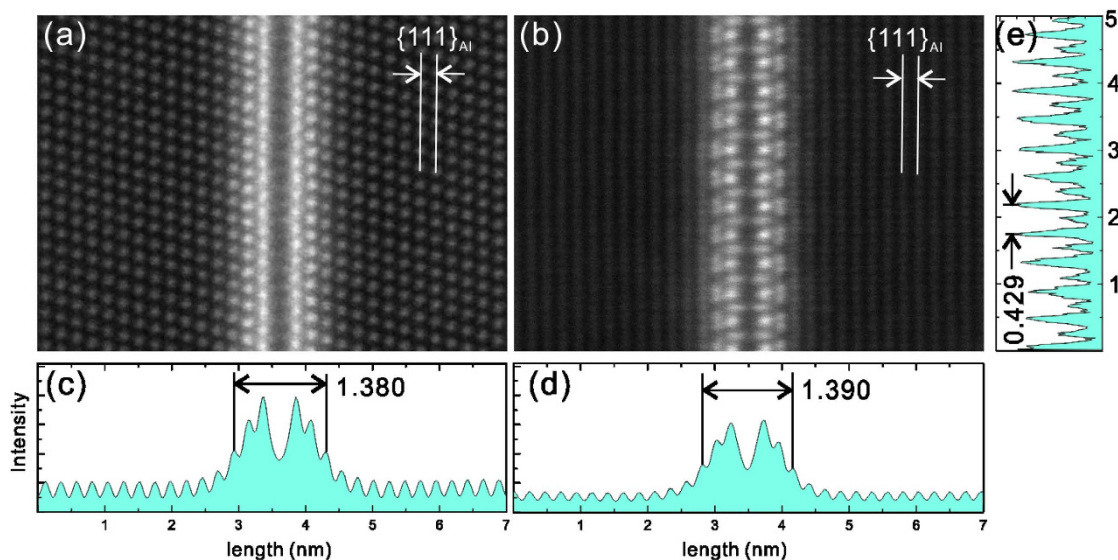 (a)
{111}Al
(b)
{111}Al
(e)
5
4
3
2
1
0.429
(c)
1.380
Intensity
1 2 3 4 5 6 7
length (nm)
(d)
1.390
1 2 3 4 5 6 7
length (nm)